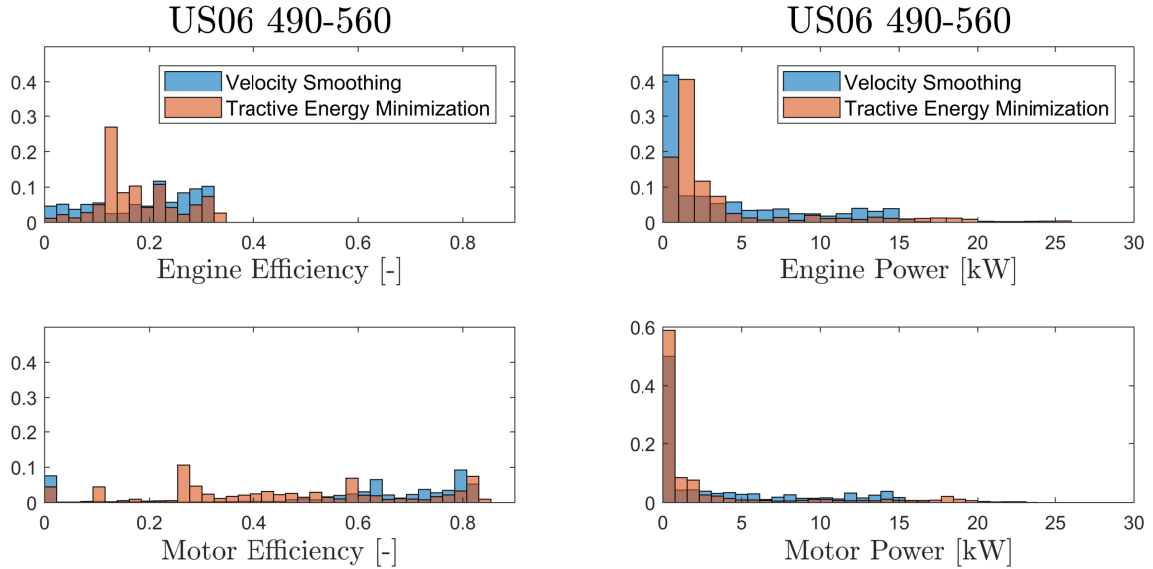 US06 490-560
US06 490-560
0.4
0.3
0.2
0.1
0
Velocity Smoothing
Tractive Energy Minimization
0 0.2 0.4 0.6 0.8
Engine Efficiency [-]
0.4
0.3
0.2
0.1
0
Velocity Smoothing
Tractive Energy Minimization
0 5 10 15 20 25 30
Engine Power [kW]
0.4
0.3
0.2
0.1
0
0 0.2 0.4 0.6 0.8
Motor Efficiency [-]
0.6
0.4
0.2
0
0 5 10 15 20 25 30
Motor Power [kW]